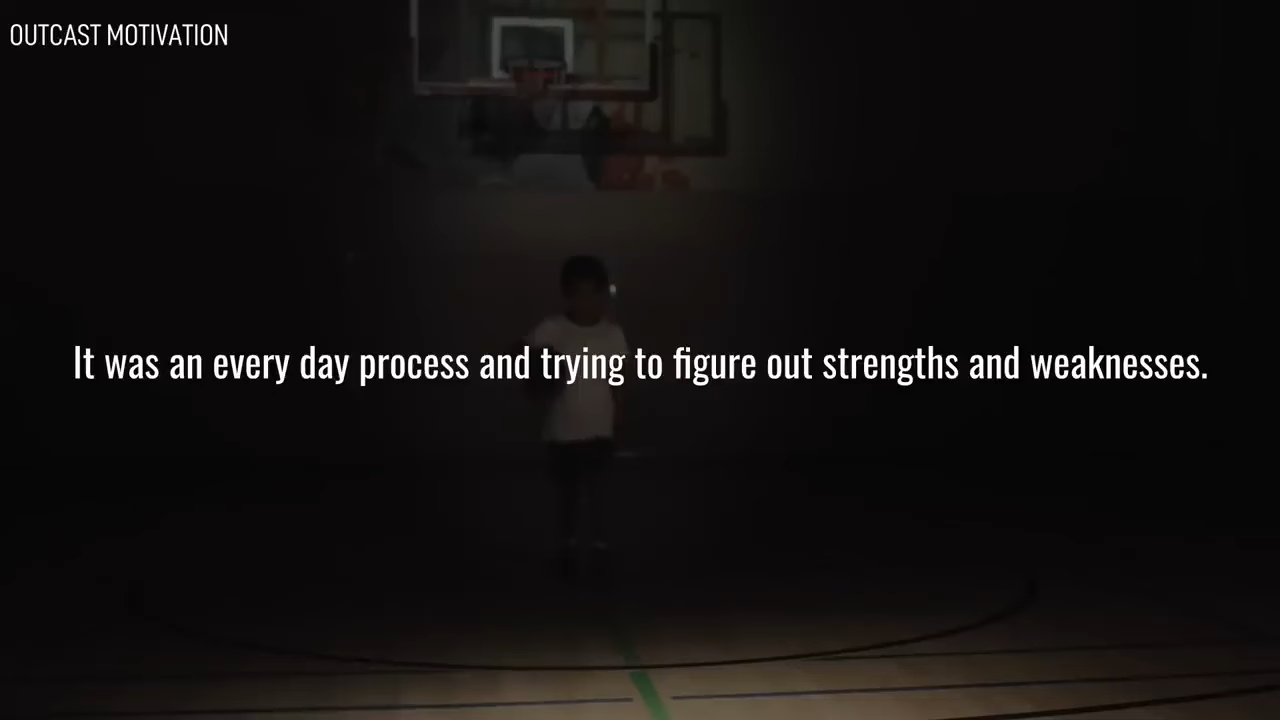 OUTCAST MOTIVATION
It was an every day process and trying to figure out strengths and weaknesses.